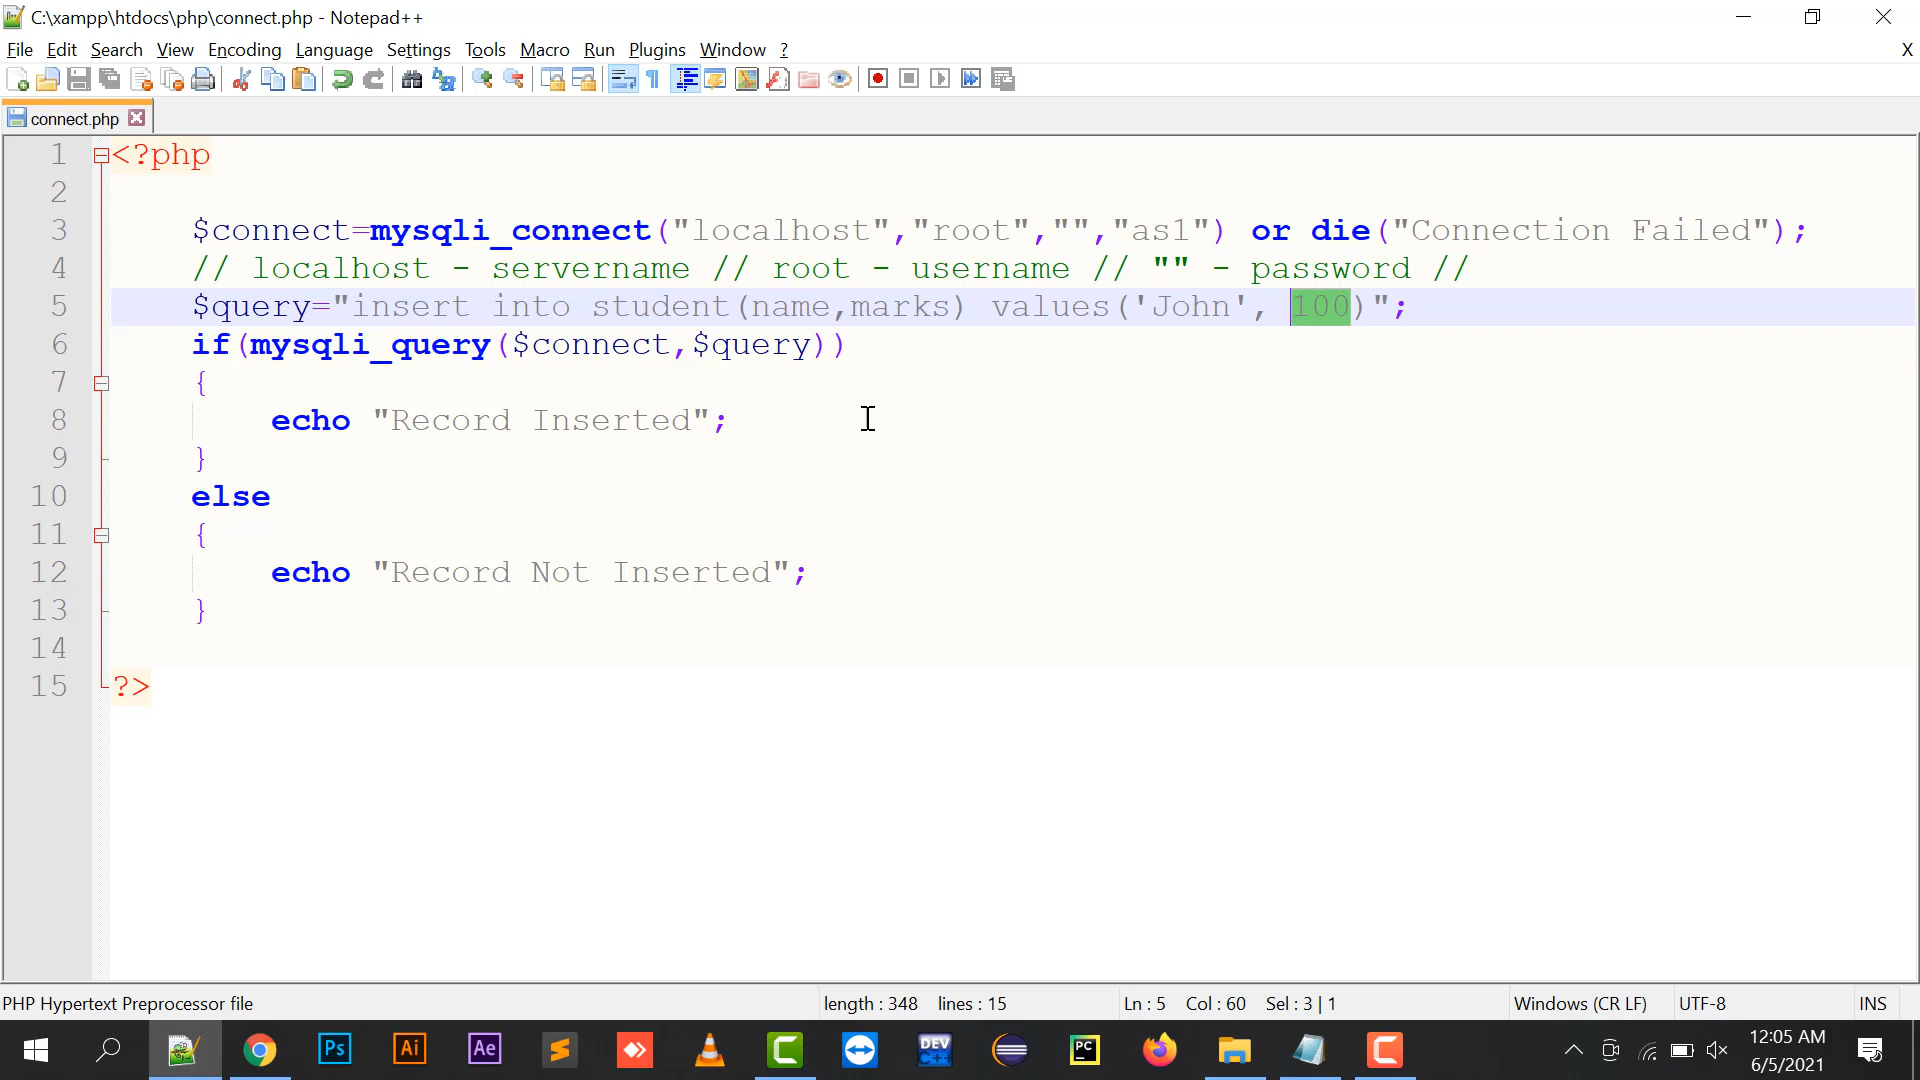 C:\xampp\htdocs\php\connect.php - Notepad++
File Edit Search View Encoding Language Settings Tools Macro Run Plugins Window ? X
connect.php
1 <?php
2
3 $connect=mysqli_connect("localhost","root","","as1") or die("Connection Failed");
4 // localhost - servername // root - username // "" - password //
5 $query="insert into student(name,marks) values('John', 100)";
6 if(mysqli_query($connect,$query))
7 {
8 echo "Record Inserted";
9 }
10 else
11 {
12 echo "Record Not Inserted";
13 }
14
15 ?>
PHP Hypertext Preprocessor file length : 348 lines : 15 Ln : 5 Col : 60 Sel : 3 | 1 Windows (CR LF) UTF-8 INS
Ps Ai Ae DEV PC 12:05 AM
6/5/2021